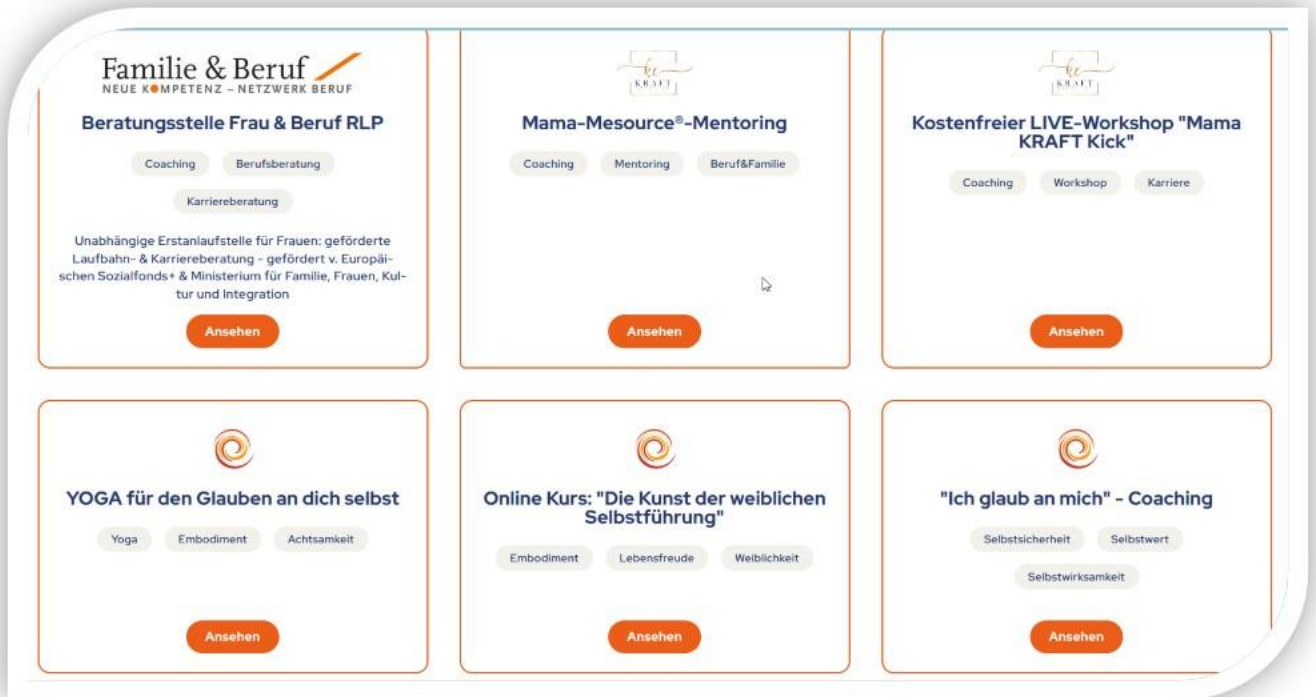 Familie & Beruf
NEUE KOMPETENZ – NETZWERK BERUF
Beratungsstelle Frau & Beruf RLP
Coaching
Berufsberatung
Karriereberatung
Unabhängige Erstanlaufstelle für Frauen: geförderte
Laufbahn- & Karriereberatung - gefördert v. Europäi-
schen Sozialfonds+ & Ministerium für Familie, Frauen, Kul-
tur und Integration
Ansehen
kc
KRAFT
Mama-Mesource®-Mentoring
Coaching
Mentoring
Beruf&Familie
Ansehen
kc
KRAFT
Kostenfreier LIVE-Workshop "Mama
KRAFT Kick"
Coaching
Workshop
Karriere
Ansehen
YOGA für den Glauben an dich selbst
Yoga
Embodiment
Achtsamkeit
Ansehen
Online Kurs: "Die Kunst der weiblichen
Selbstführung"
Embodiment
Lebensfreude
Weiblichkeit
Ansehen
"Ich glaub an mich" - Coaching
Selbstsicherheit
Selbstwert
Selbstwirksamkeit
Ansehen